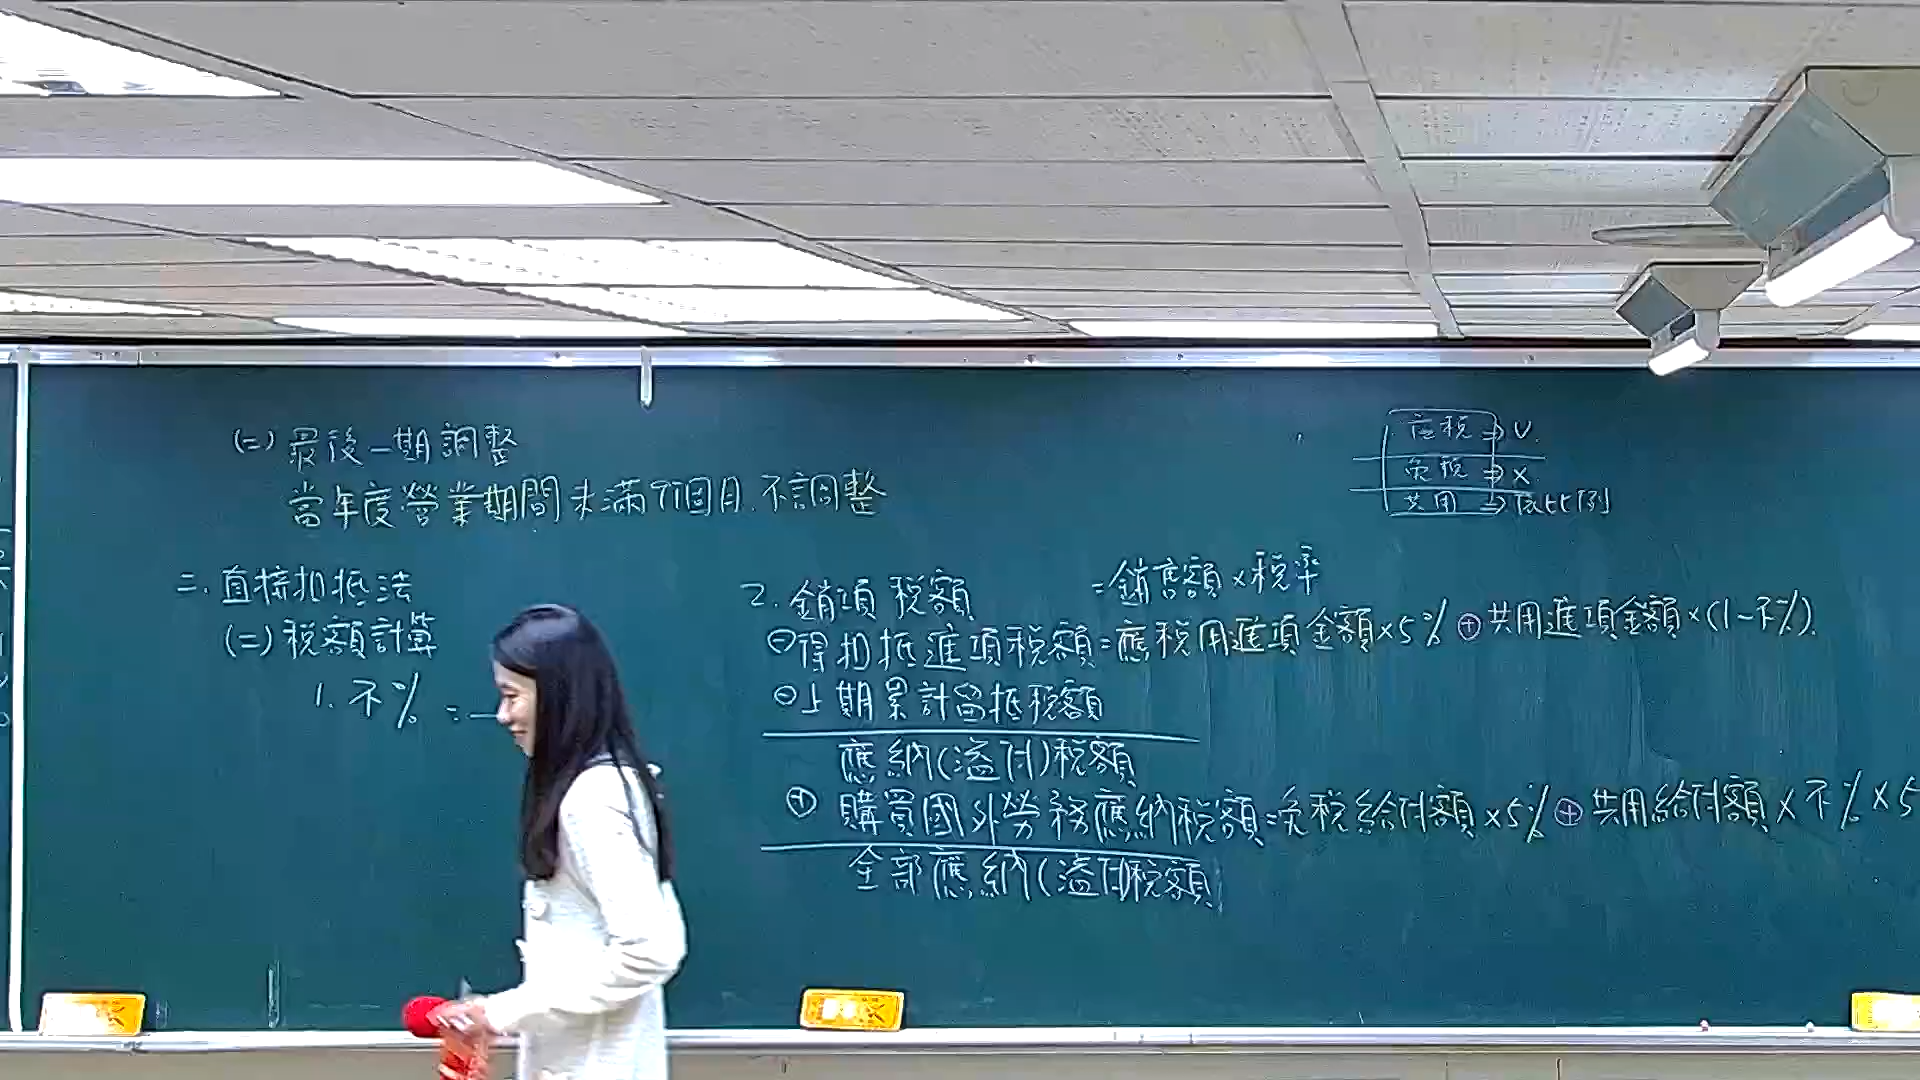 (二) 最後一期調整
當年度營業期間未滿9個月.不調整
二.直接扣抵法
(二)稅額計算
1.不% =
应稅 ⇒ V.
免稅 ⇒ X
共用 ⇒ 依比例
2.銷項稅額 =銷售額×稅率
⊖得扣抵進項稅額=應稅用進項金額×5% ⊕共用進項金額×(1-不%).
⊖上期累計留抵稅額
應納(溢付)稅額
⊕ 購買國外勞務應納稅額=免稅給付額×5% ⊕ 共用給付額×不%×5
全部應納(溢付)稅額